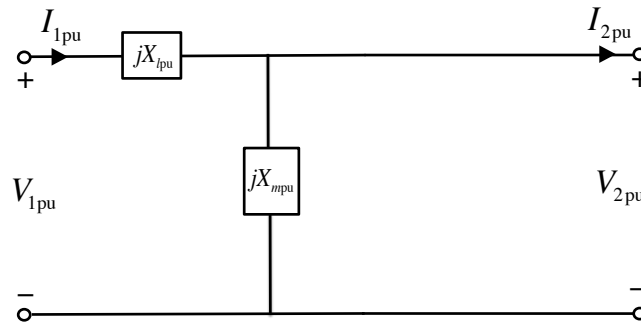 I1pu
jXlpu
I2pu
+
+
jXmpu
V1pu
V2pu
−
−